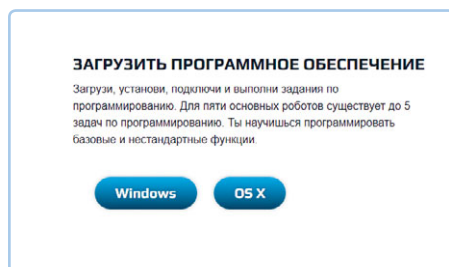 ЗАГРУЗИТЬ ПРОГРАММНОЕ ОБЕСПЕЧЕНИЕ
Загрузи, установи, подключи и выполни задания по
программированию. Для пяти основных роботов существует до 5
задач по программированию. Ты научишься программировать
базовые и нестандартные функции.
Windows OS X